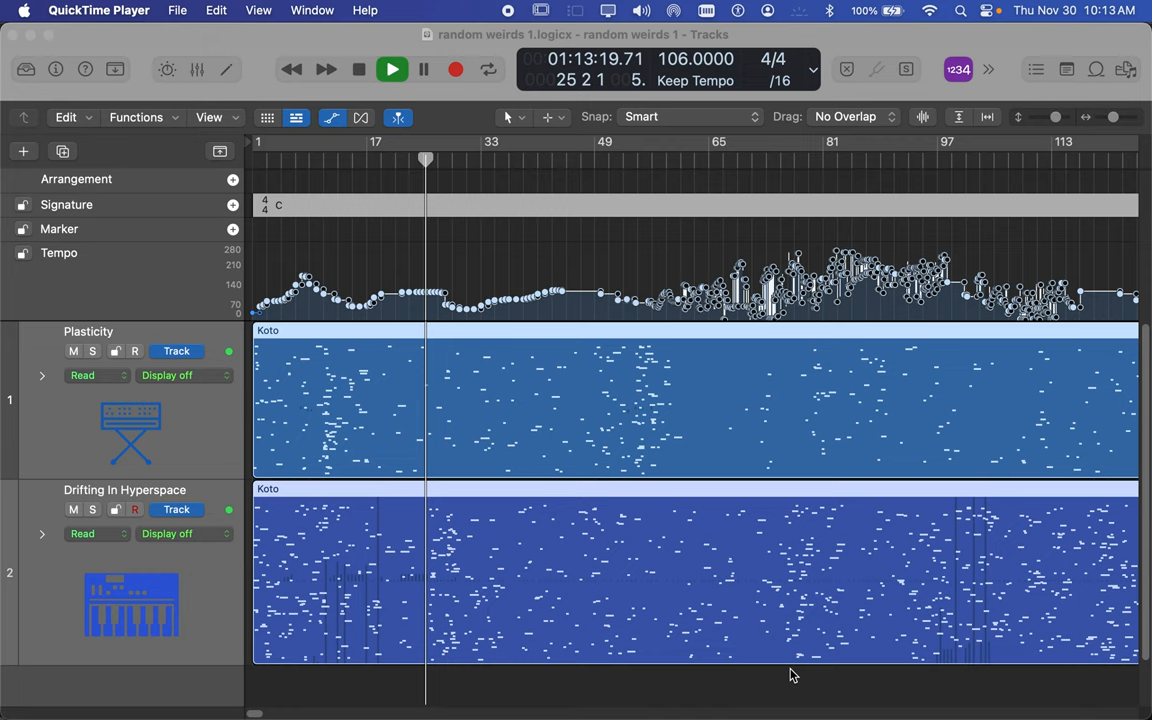 QuickTime Player File Edit View Window Help 100% Thu Nov 30 10:13 AM
random weirds 1.logicx - random weirds 1 - Tracks
01:13:19.71 106.0000 4/4
25 2 1 5. Keep Tempo /16
1234
Edit Functions View Snap: Smart Drag: No Overlap
1 17 33 49 65 81 97 113
Arrangement
Signature 4 4 C
Marker
Tempo 280
210
140
70
0
Plasticity Koto
M S R Track
Read Display off
1
Drifting In Hyperspace Koto
M S R Track
Read Display off
2